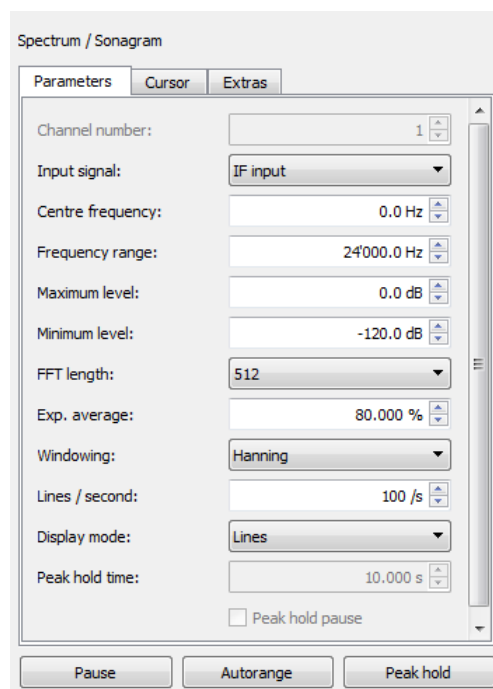 Spectrum / Sonagram
Parameters Cursor Extras
Channel number: 1
Input signal: IF input
Centre frequency: 0.0 Hz
Frequency range: 24'000.0 Hz
Maximum level: 0.0 dB
Minimum level: -120.0 dB
FFT length: 512
Exp. average: 80.000 %
Windowing: Hanning
Lines / second: 100 /s
Display mode: Lines
Peak hold time: 10.000 s
Peak hold pause
Pause Autorange Peak hold